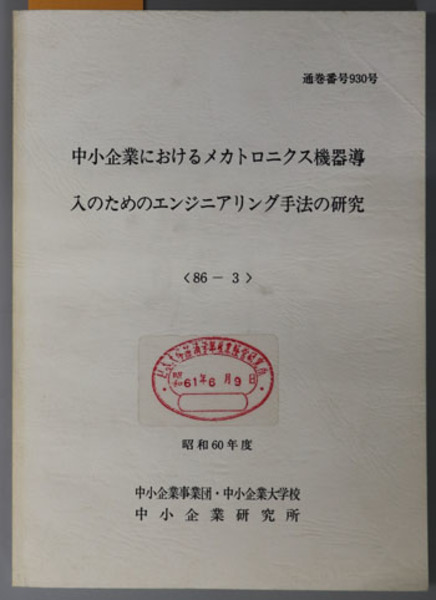 通巻番号930号
中小企業におけるメカトロニクス機器導
入のためのエンジニアリング手法の研究
〈86－3〉
昭和
61年6月9日
昭和60年度
中小企業事業団・中小企業大学校
中小企業研究所